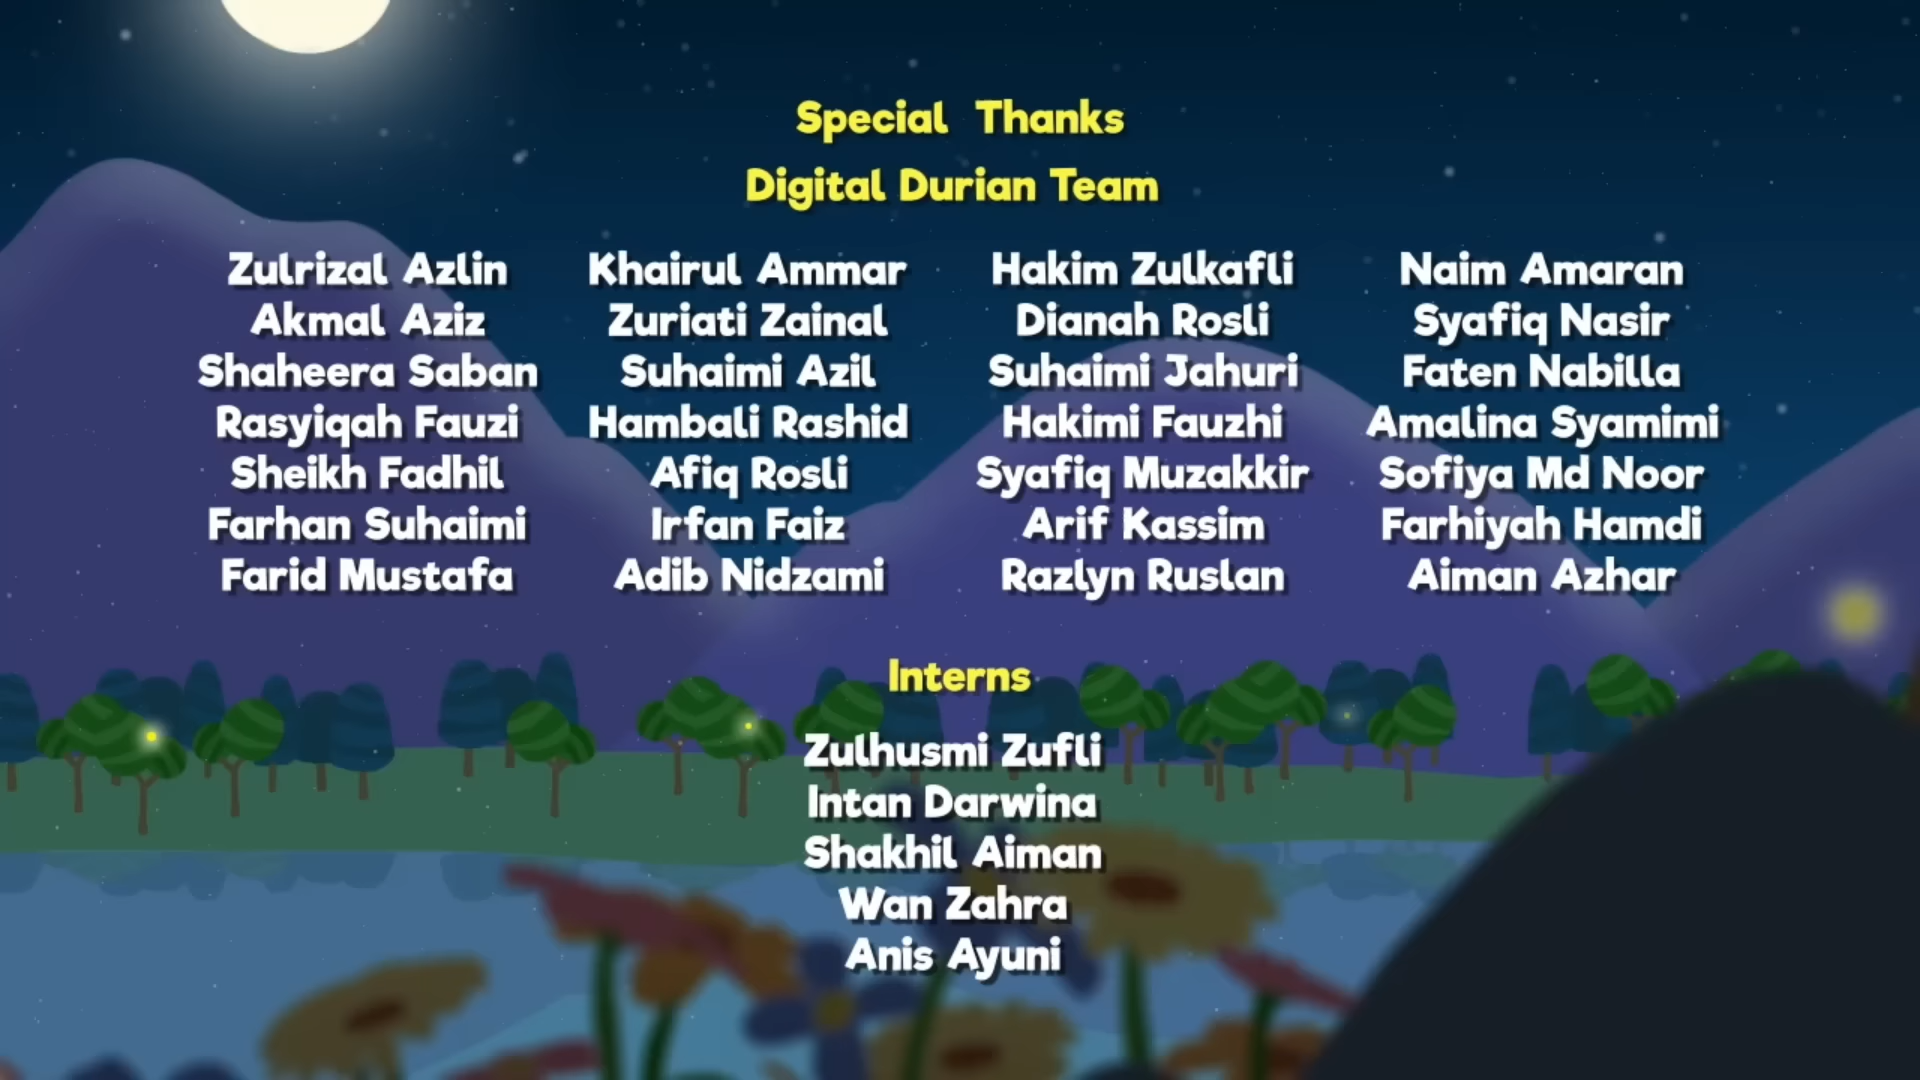 Special Thanks
Digital Durian Team
Zulrizal Azlin
Akmal Aziz
Shaheera Saban
Rasyiqah Fauzi
Sheikh Fadhil
Farhan Suhaimi
Farid Mustafa
Khairul Ammar
Zuriati Zainal
Suhaimi Azil
Hambali Rashid
Afiq Rosli
Irfan Faiz
Adib Nidzami
Hakim Zulkafli
Dianah Rosli
Suhaimi Jahuri
Hakimi Fauzhi
Syafiq Muzakkir
Arif Kassim
Razlyn Ruslan
Naim Amaran
Syafiq Nasir
Faten Nabilla
Amalina Syamimi
Sofiya Md Noor
Farhiyah Hamdi
Aiman Azhar
Interns
Zulhusmi Zufli
Intan Darwina
Shakhil Aiman
Wan Zahra
Anis Ayuni